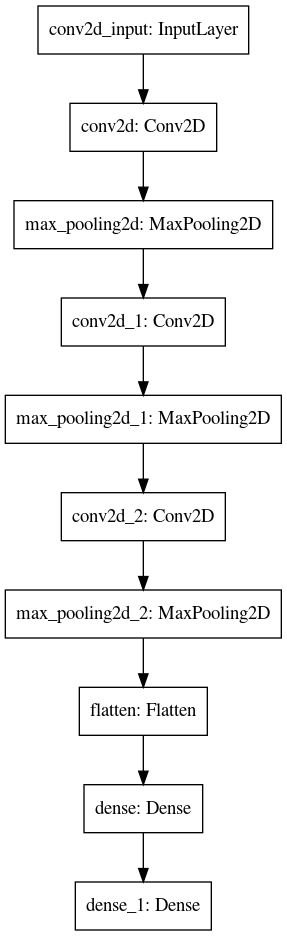 conv2d_input: InputLayer
conv2d: Conv2D
max_pooling2d: MaxPooling2D
conv2d_1: Conv2D
max_pooling2d_1: MaxPooling2D
conv2d_2: Conv2D
max_pooling2d_2: MaxPooling2D
flatten: Flatten
dense: Dense
dense_1: Dense